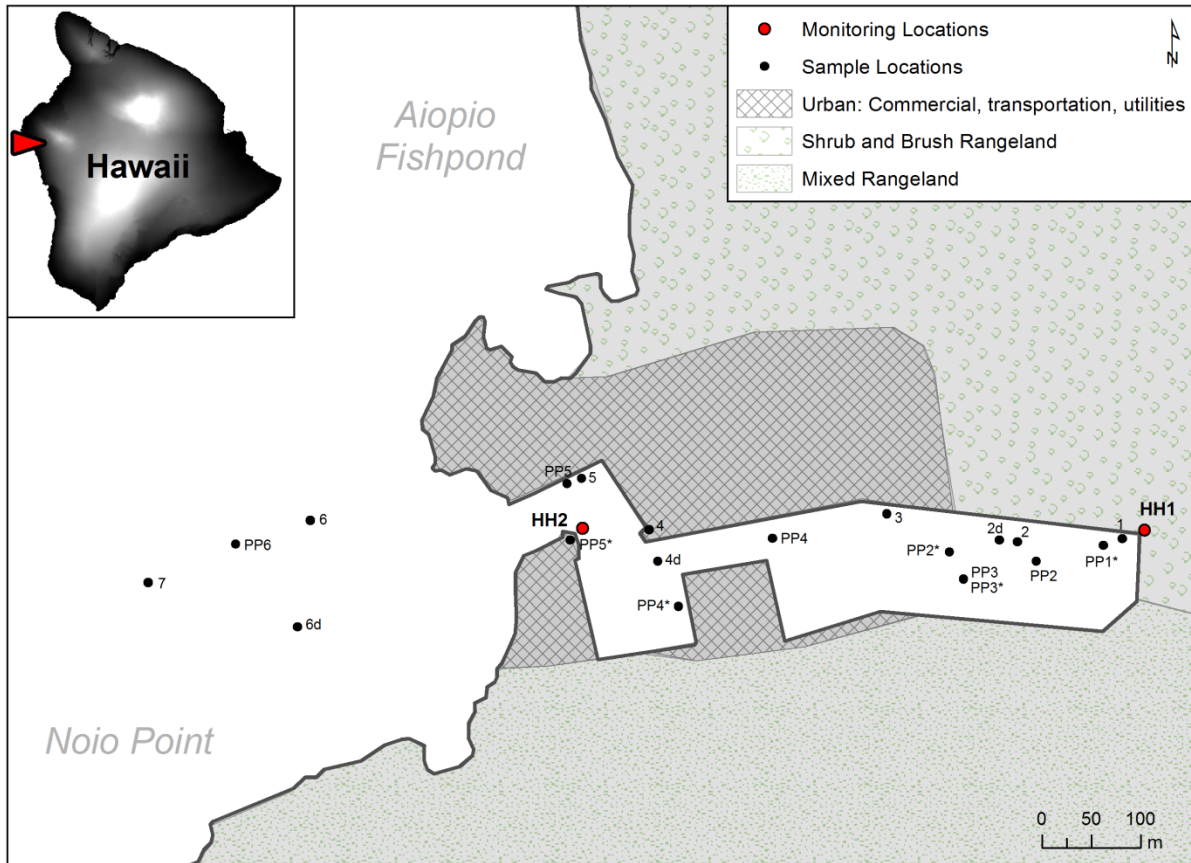 Hawaii
Aiopio
Fishpond
Monitoring Locations
Sample Locations
Urban: Commercial, transportation, utilities
Shrub and Brush Rangeland
Mixed Rangeland
N
PP5
5
HH2
PP5*
4
4d
PP4*
PP4
3
PP2*
PP3
PP3*
2d
2
PP2
PP1*
1
HH1
6
PP6
7
6d
Noio Point
0 50 100
m